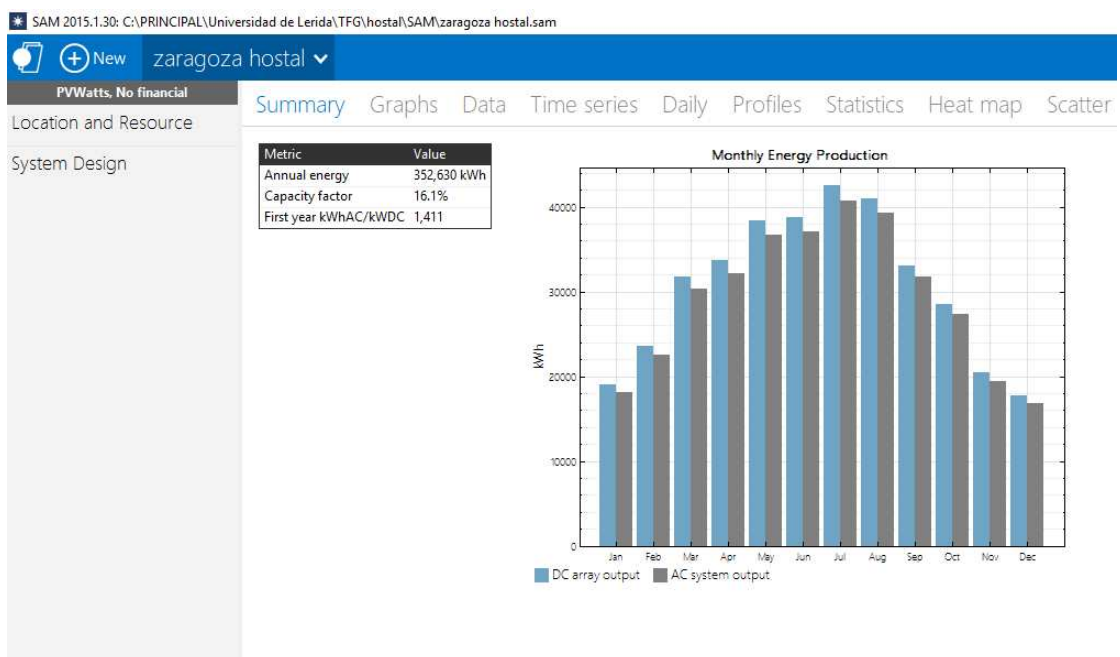 SAM 2015.1.30: C:\PRINCIPAL\Universidad de Lerida\TFG\hostal\SAM\zaragoza hostal.sam
New zaragoza hostal
PVWatts, No financial
Location and Resource
System Design
Summary Graphs Data Time series Daily Profiles Statistics Heat map Scatter
Metric Value
Annual energy 352,630 kWh
Capacity factor 16.1%
First year kWhAC/kWDC 1,411
Monthly Energy Production
40000
30000
20000
10000
0
kWh
Jan Feb Mar Apr May Jun Jul Aug Sep Oct Nov Dec
DC array output AC system output